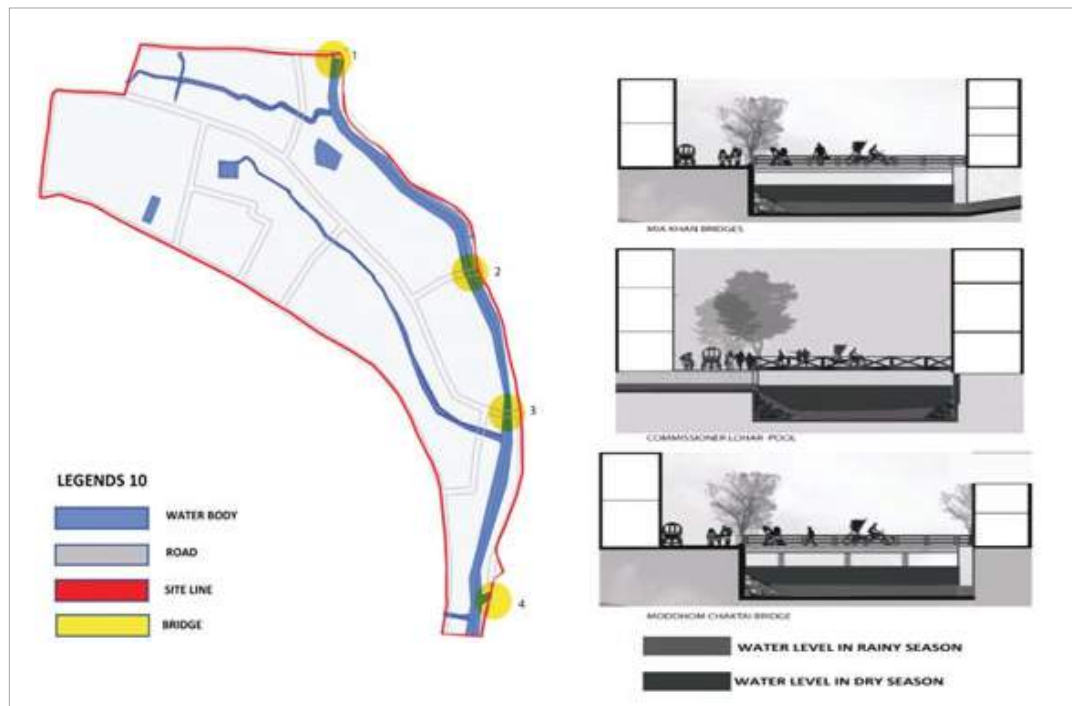 1
2
3
4
LEGENDS 10
WATER BODY
ROAD
SITE LINE
BRIDGE
MIA KHAN BRIDGES
COMMISSIONER LOHAR POOL
MODDHOM CHAKTAI BRIDGE
WATER LEVEL IN RAINY SEASON
WATER LEVEL IN DRY SEASON